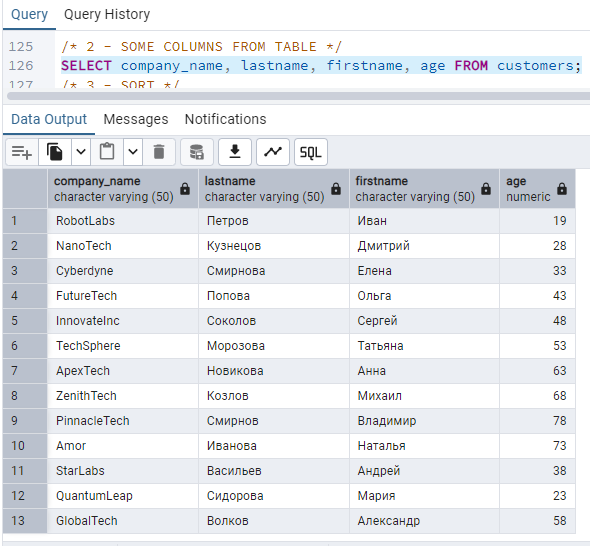 Query Query History
125 /* 2 - SOME COLUMNS FROM TABLE */
126 SELECT company_name, lastname, firstname, age FROM customers;
127 /* 3 - SORT */
Data Output Messages Notifications
SQL
company_name lastname firstname age
character varying (50) character varying (50) character varying (50) numeric
1 RobotLabs Петров Иван 19
2 NanoTech Кузнецов Дмитрий 28
3 Cyberdyne Смирнова Елена 33
4 FutureTech Попова Ольга 43
5 InnovateInc Соколов Сергей 48
6 TechSphere Морозова Татьяна 53
7 ApexTech Новикова Анна 63
8 ZenithTech Козлов Михаил 68
9 PinnacleTech Смирнов Владимир 78
10 Amor Иванова Наталья 73
11 StarLabs Васильев Андрей 38
12 QuantumLeap Сидорова Мария 23
13 GlobalTech Волков Александр 58